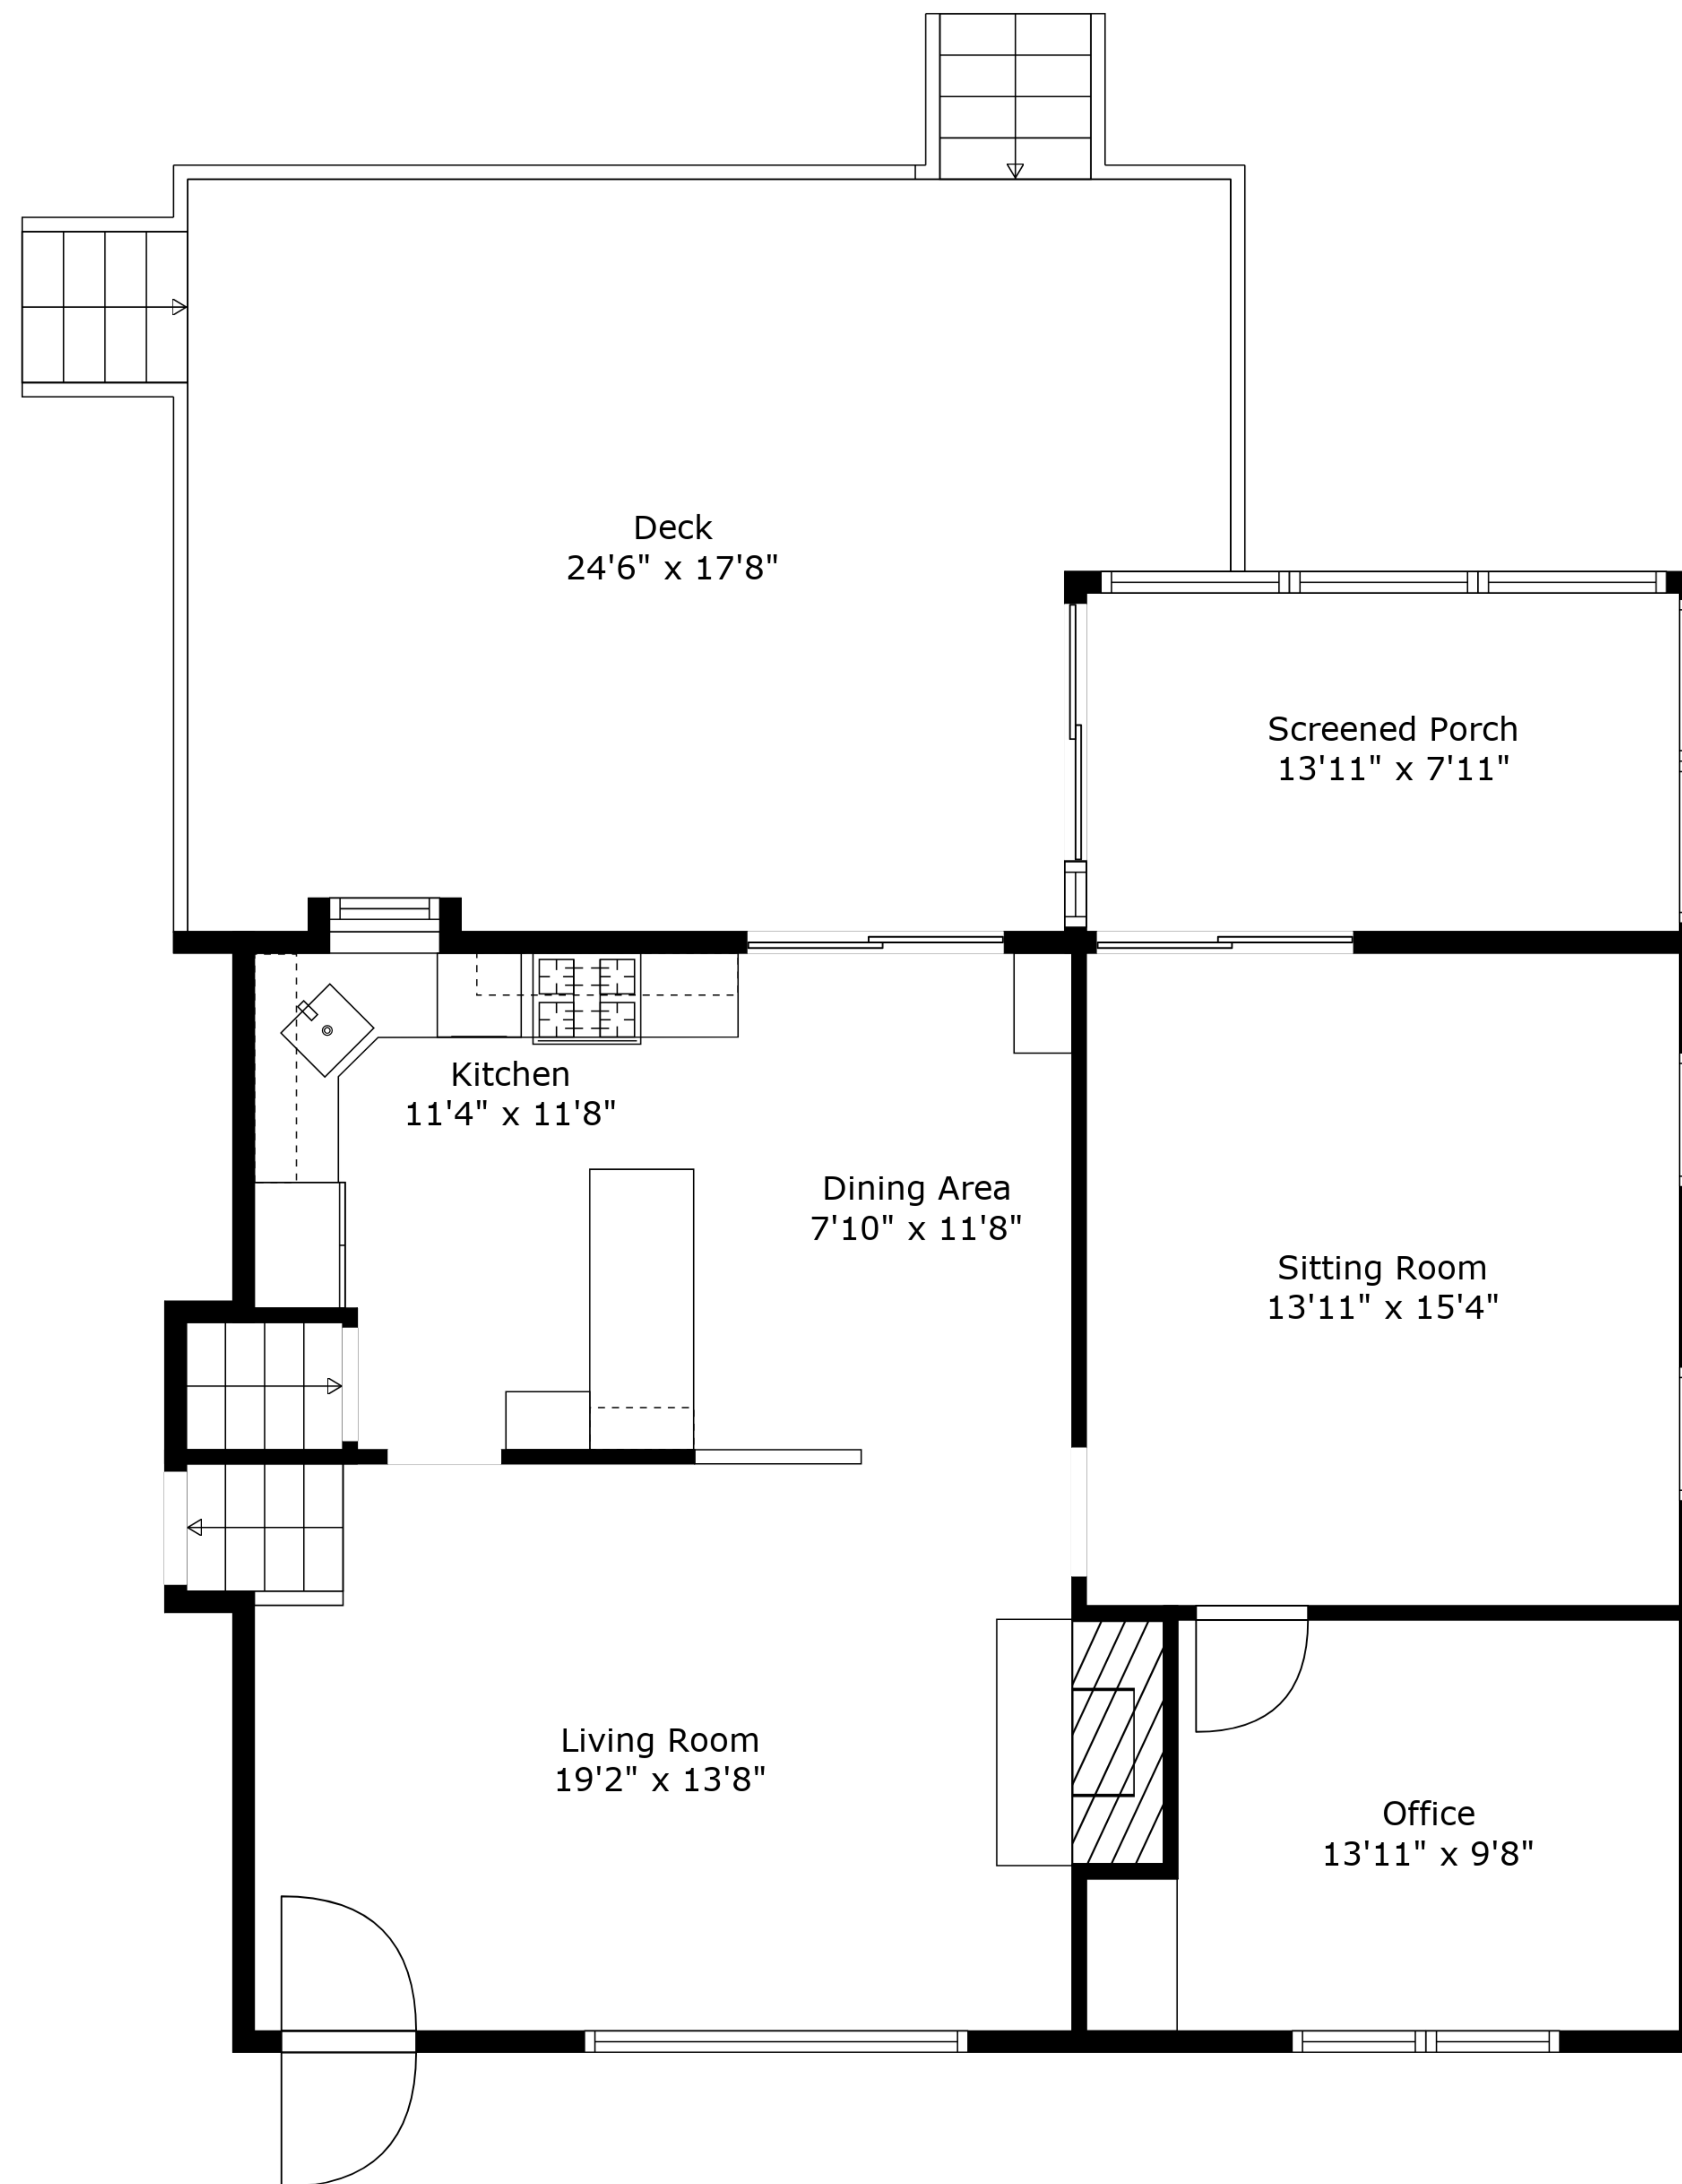 Deck
24'6" x 17'8"
Screened Porch
13'11" x 7'11"
Kitchen
11'4" x 11'8"
Dining Area
7'10" x 11'8"
Sitting Room
13'11" x 15'4"
Living Room
19'2" x 13'8"
Office
13'11" x 9'8"